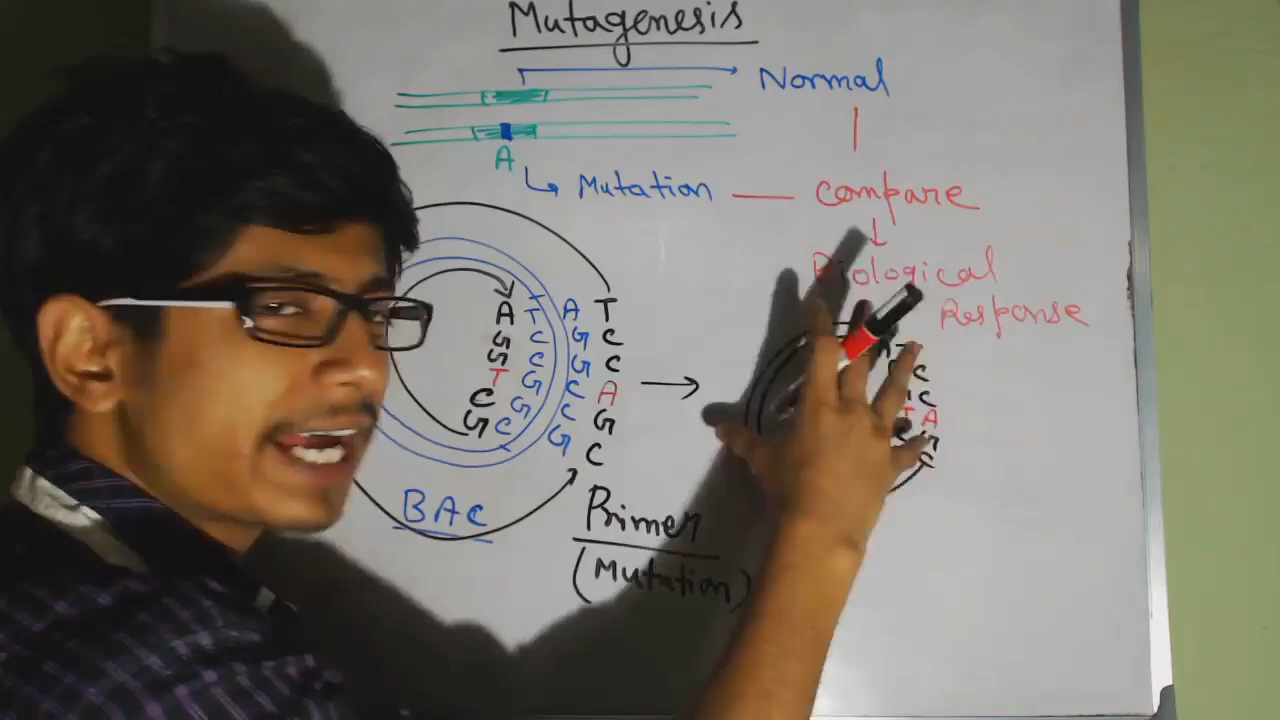 Mutagenesis
Normal
A
Mutation
compare
Biological
Response
A T A T
G C G C
G C G C
T G C A
C G C G
G C G C
BAC
Primer
(Mutation)
C
C
T A
C G
C